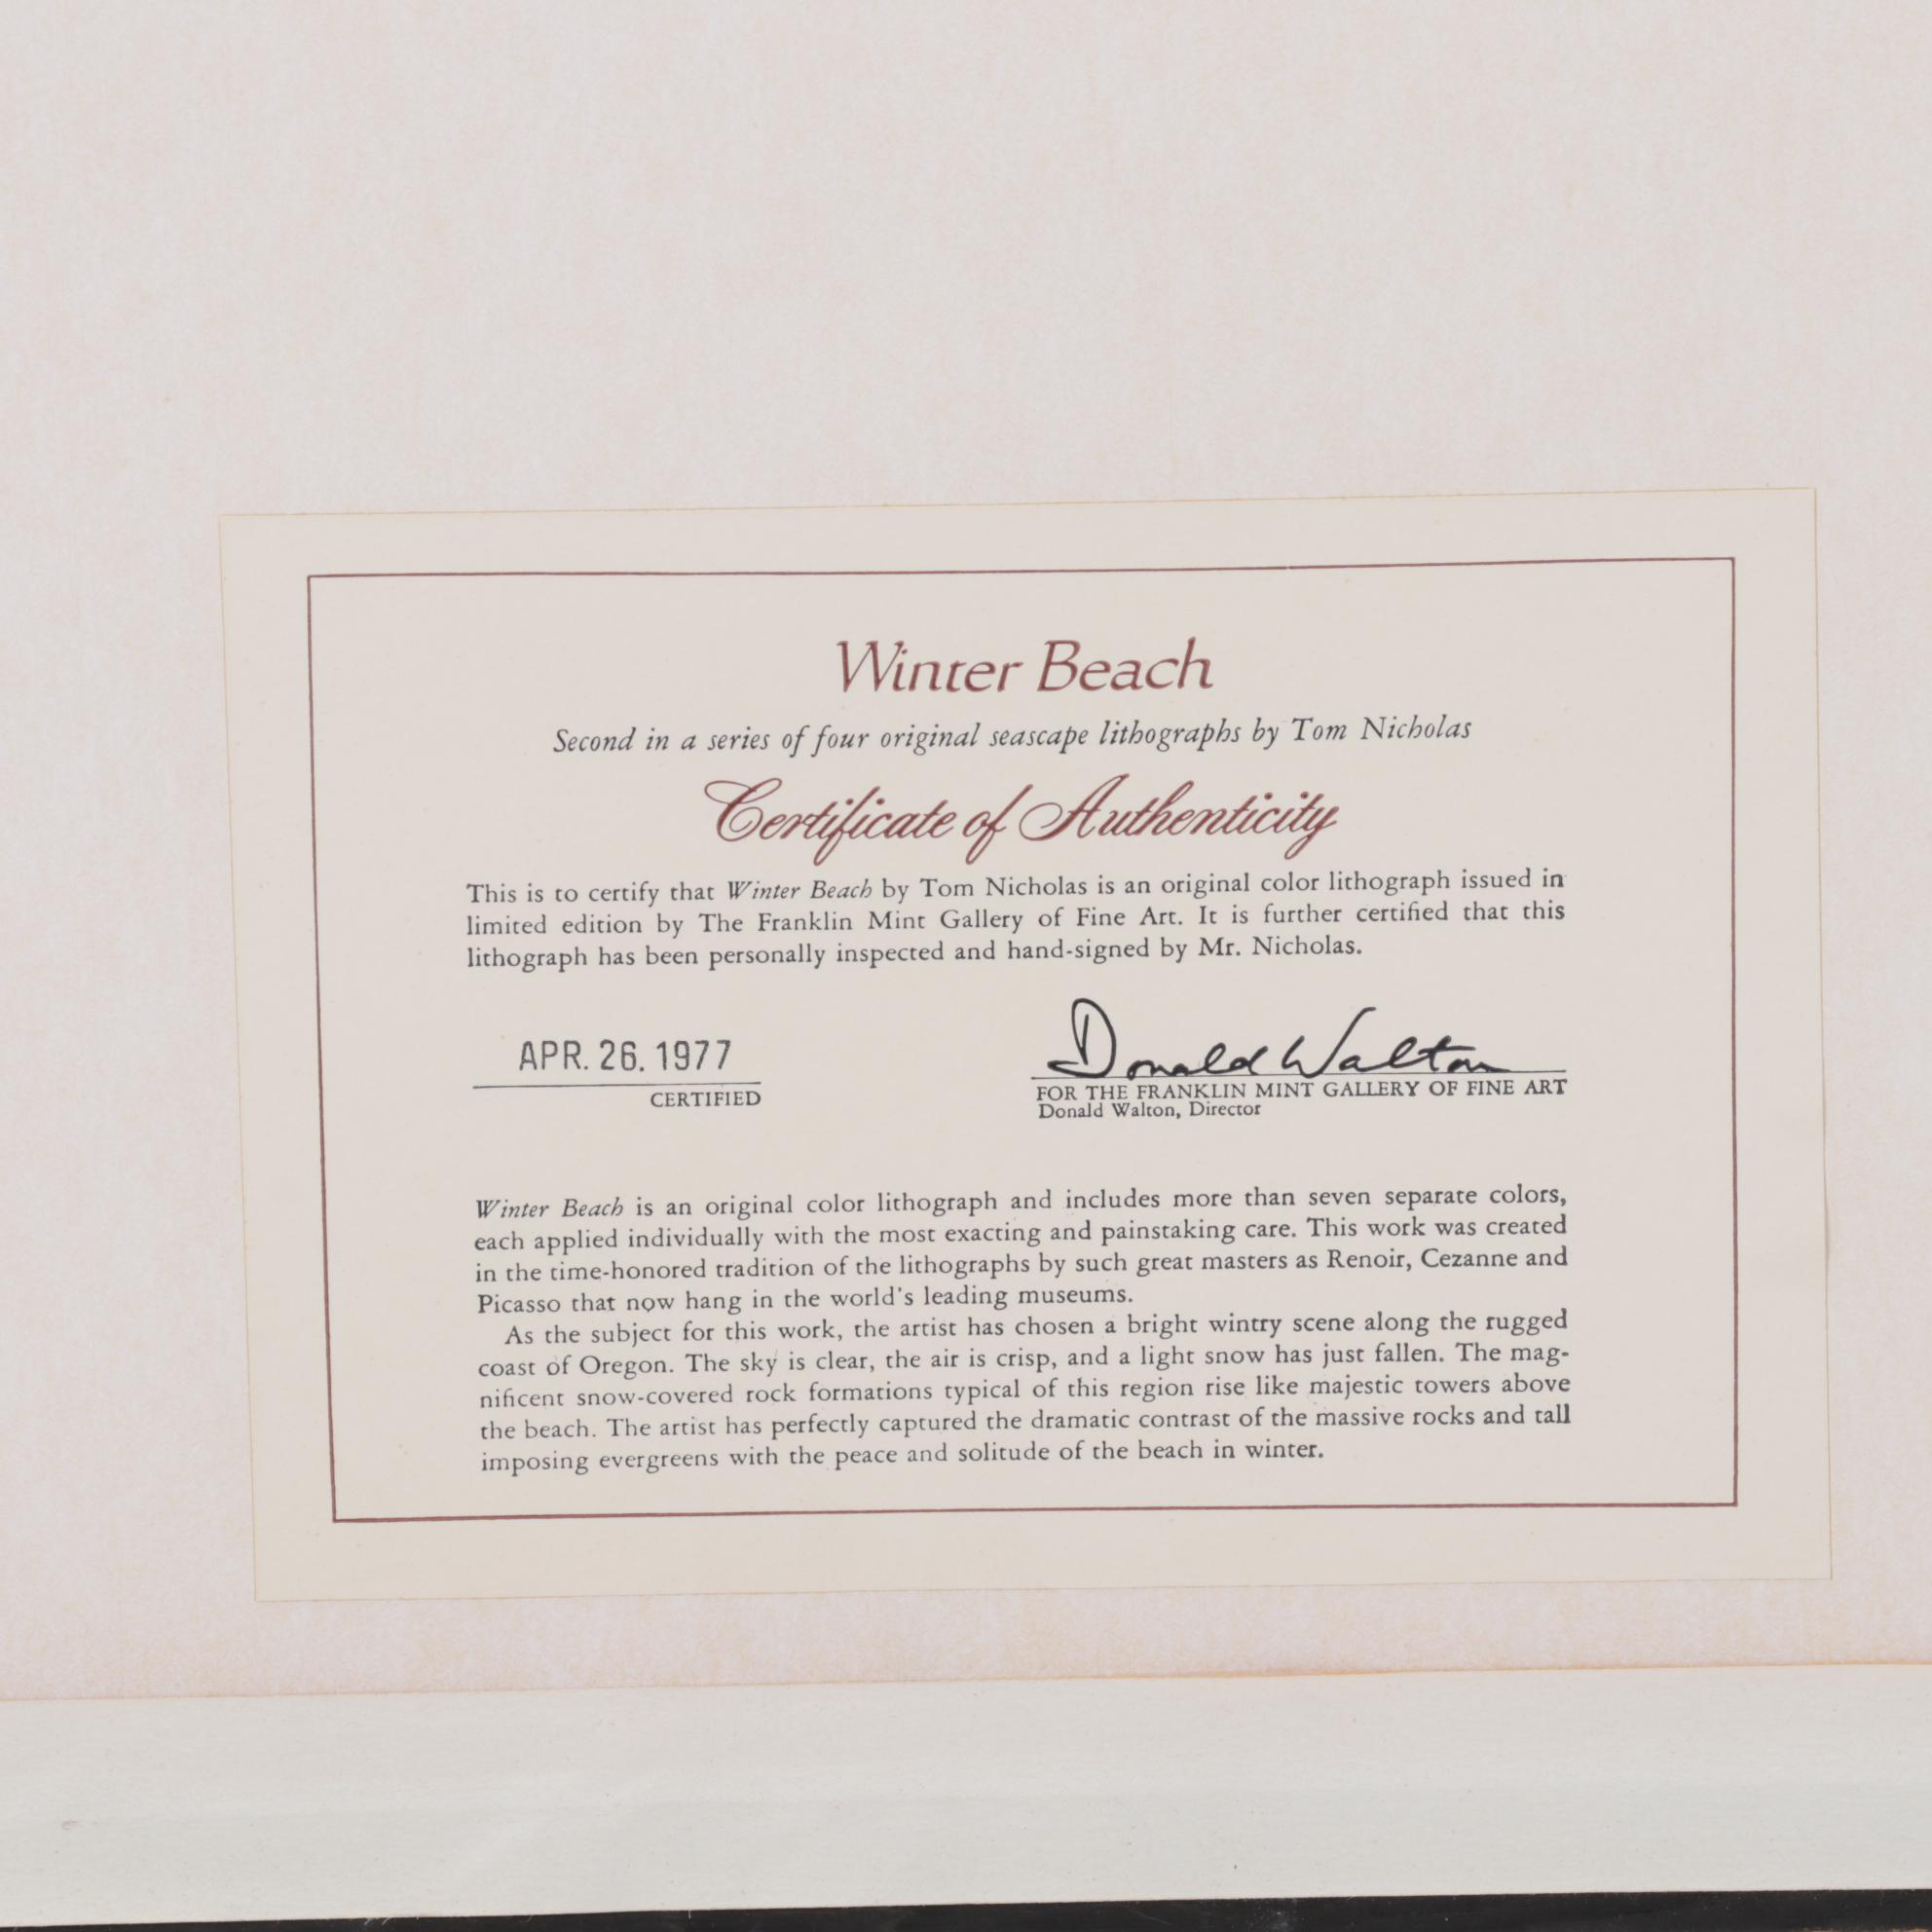 Winter Beach
Second in a series of four original seascape lithographs by Tom Nicholas
Certificate of Authenticity
This is to certify that Winter Beach by Tom Nicholas is an original color lithograph issued in
limited edition by The Franklin Mint Gallery of Fine Art. It is further certified that this
lithograph has been personally inspected and hand-signed by Mr. Nicholas.
APR. 26. 1977
CERTIFIED
Donald Walton
FOR THE FRANKLIN MINT GALLERY OF FINE ART
Donald Walton, Director
Winter Beach is an original color lithograph and includes more than seven separate colors,
each applied individually with the most exacting and painstaking care. This work was created
in the time-honored tradition of the lithographs by such great masters as Renoir, Cezanne and
Picasso that now hang in the world's leading museums.
As the subject for this work, the artist has chosen a bright wintry scene along the rugged
coast of Oregon. The sky is clear, the air is crisp, and a light snow has just fallen. The mag-
nificent snow-covered rock formations typical of this region rise like majestic towers above
the beach. The artist has perfectly captured the dramatic contrast of the massive rocks and tall
imposing evergreens with the peace and solitude of the beach in winter.